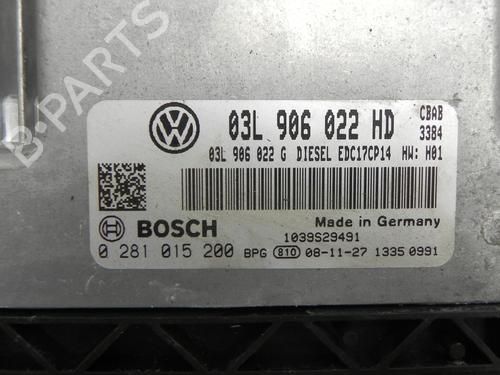 B-PARTS
03L 906 022 HD
CBAB
3384
03L 906 022 G DIESEL EDC17CP14 HW: H01
BOSCH
Made in Germany
1039S29491
0 281 015 200 BPG 810 08-11-27 1335 0991